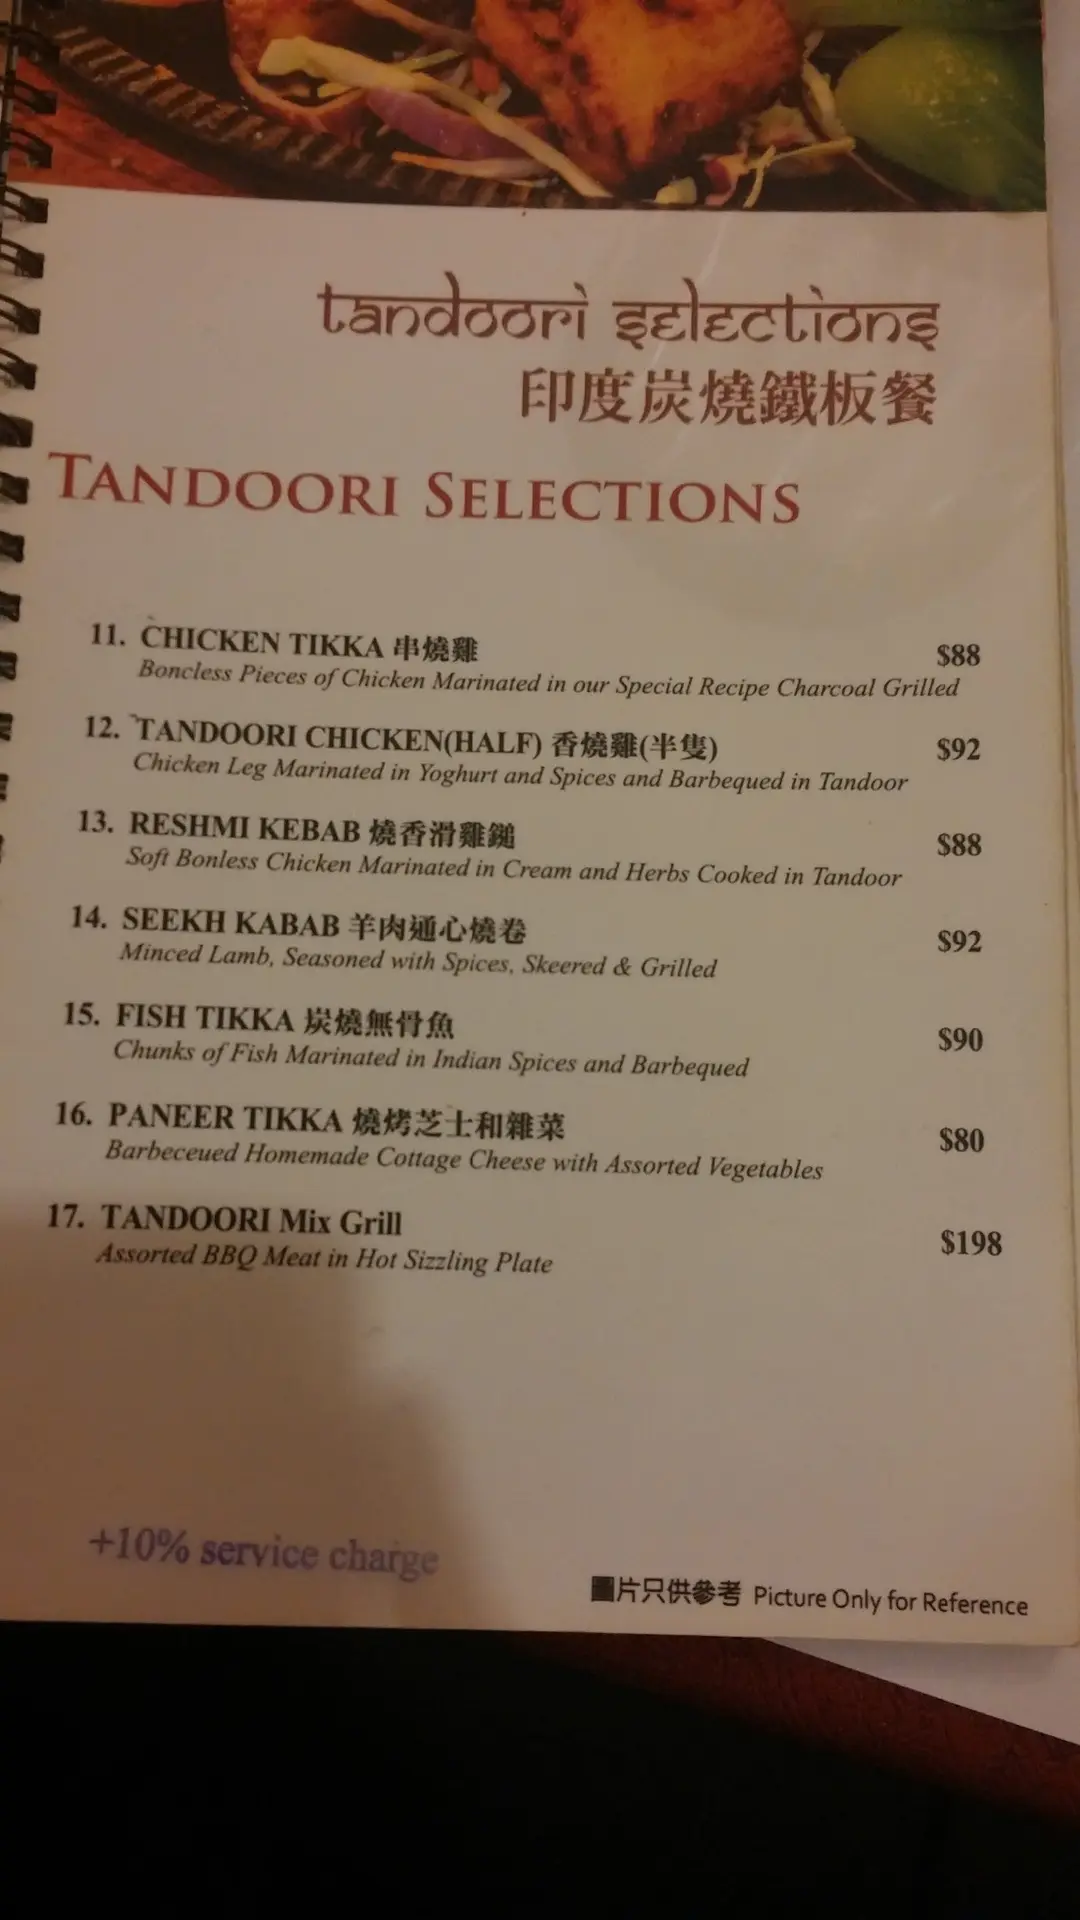 tandoori selections
印度炭燒鐵板餐
TANDOORI SELECTIONS
11. CHICKEN TIKKA 串燒雞 $88
Boncless Pieces of Chicken Marinated in our Special Recipe Charcoal Grilled
12. TANDOORI CHICKEN(HALF) 香燒雞(半隻) $92
Chicken Leg Marinated in Yoghurt and Spices and Barbequed in Tandoor
13. RESHMI KEBAB 燒香滑雞鎚 $88
Soft Bonless Chicken Marinated in Cream and Herbs Cooked in Tandoor
14. SEEKH KABAB 羊肉通心燒卷 $92
Minced Lamb, Seasoned with Spices, Skeered & Grilled
15. FISH TIKKA 炭燒無骨魚 $90
Chunks of Fish Marinated in Indian Spices and Barbequed
16. PANEER TIKKA 燒烤芝士和雜菜 $80
Barbeceued Homemade Cottage Cheese with Assorted Vegetables
17. TANDOORI Mix Grill $198
Assorted BBQ Meat in Hot Sizzling Plate
+10% service charge
圖片只供參考 Picture Only for Reference